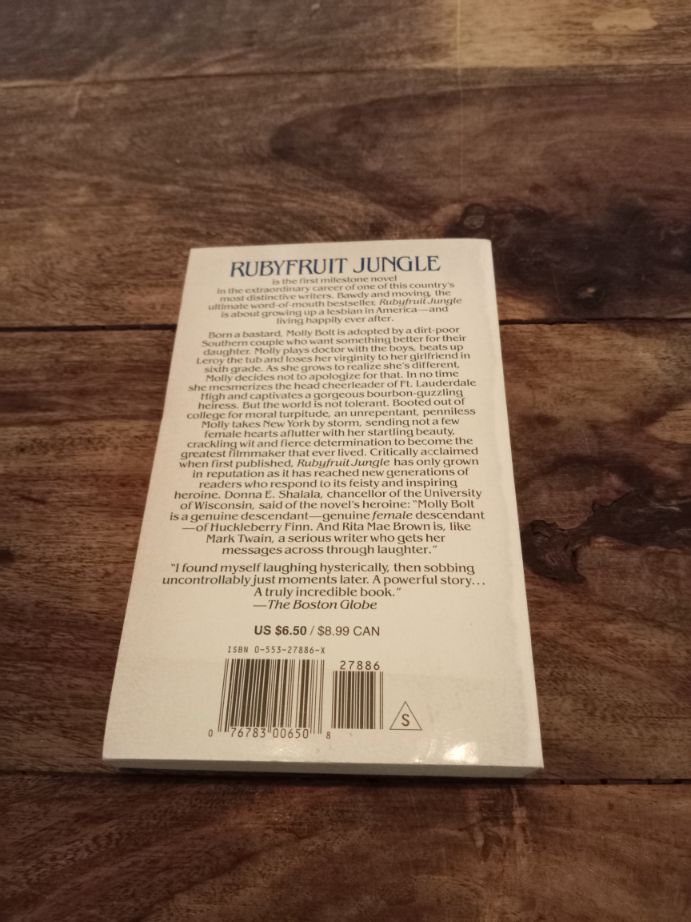 RUBYFRUIT JUNGLE
is the first milestone novel
in the extraordinary career of one of this country's
most distinctive writers. Bawdy and moving, the
ultimate word-of-mouth bestseller, Rubyfruit Jungle
is about growing up a lesbian in America—and
living happily ever after.
Born a bastard, Molly Bolt is adopted by a dirt-poor
Southern couple who want something better for their
daughter. Molly plays doctor with the boys, beats up
Leroy the tub and loses her virginity to her girlfriend in
sixth grade. As she grows to realize she's different,
Molly decides not to apologize for that. In no time
she mesmerizes the head cheerleader of Ft. Lauderdale
High and captivates a gorgeous bourbon-guzzling
heiress. But the world is not tolerant. Booted out of
college for moral turpitude, an unrepentant, penniless
Molly takes New York by storm, sending not a few
female hearts aflutter with her startling beauty,
crackling wit and fierce determination to become the
greatest filmmaker that ever lived. Critically acclaimed
when first published, Rubyfruit Jungle has only grown
in reputation as it has reached new generations of
readers who respond to its feisty and inspiring
heroine. Donna E. Shalala, chancellor of the University
of Wisconsin, said of the novel's heroine: "Molly Bolt
is a genuine descendant—genuine female descendant
—of Huckleberry Finn. And Rita Mae Brown is, like
Mark Twain, a serious writer who gets her
messages across through laughter."
"I found myself laughing hysterically, then sobbing
uncontrollably just moments later. A powerful story...
A truly incredible book."
—The Boston Globe
US $6.50 / $8.99 CAN
ISBN 0-553-27886-X
27886
0 76783 00650 8
S